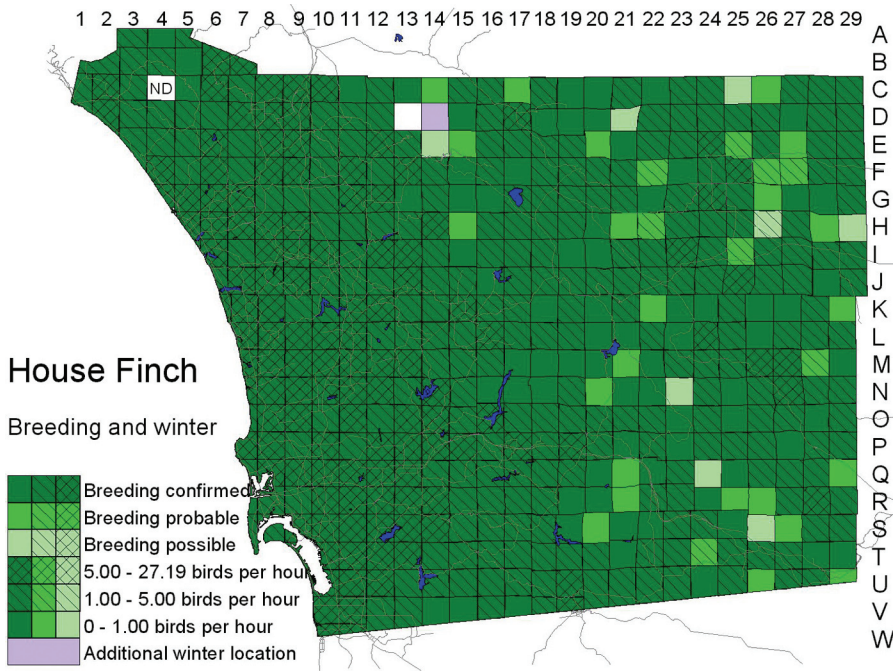 1 2 3 4 5 6 7 8 9 10 11 12 13 14 15 16 17 18 19 20 21 22 23 24 25 26 27 28 29
A
B
C
D
E
F
G
H
I
J
K
L
M
N
O
P
Q
R
S
T
U
V
W
ND
House Finch
Breeding and winter
Breeding confirmed
Breeding probable
Breeding possible
5.00 - 27.19 birds per hour
1.00 - 5.00 birds per hour
0 - 1.00 birds per hour
Additional winter location